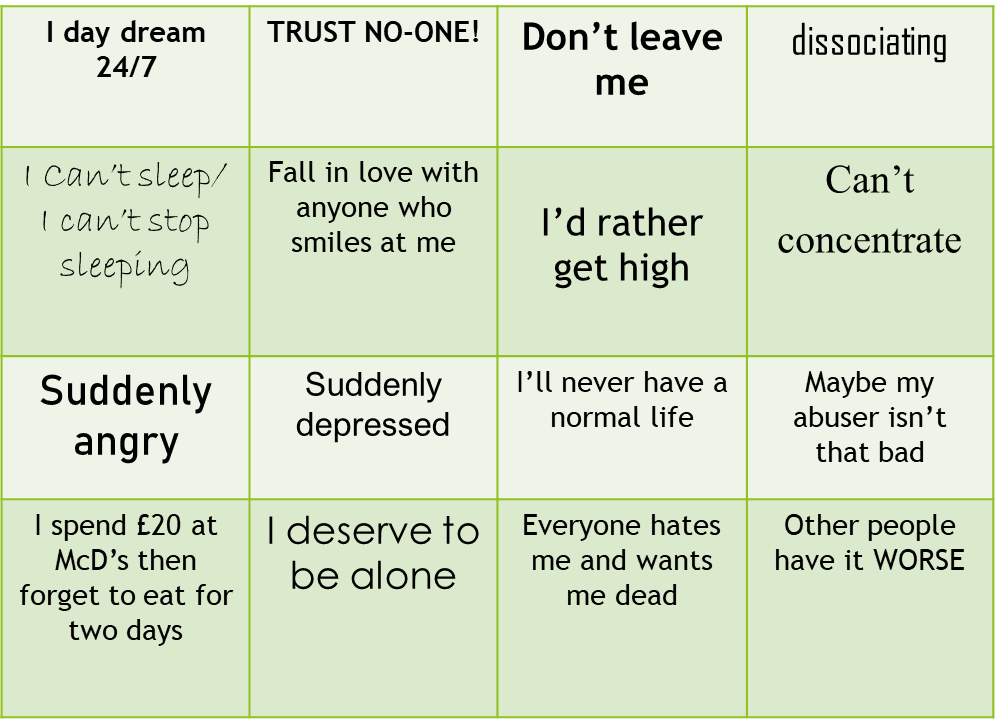 I day dream
24/7
TRUST NO-ONE!
Don't leave
me
dissociating
I Can't sleep/
I can't stop
sleeping
Fall in love with
anyone who
smiles at me
I'd rather
get high
Can't
concentrate
Suddenly
angry
Suddenly
depressed
I'll never have a
normal life
Maybe my
abuser isn't
that bad
I spend £20 at
McD's then
forget to eat for
two days
I deserve to
be alone
Everyone hates
me and wants
me dead
Other people
have it WORSE